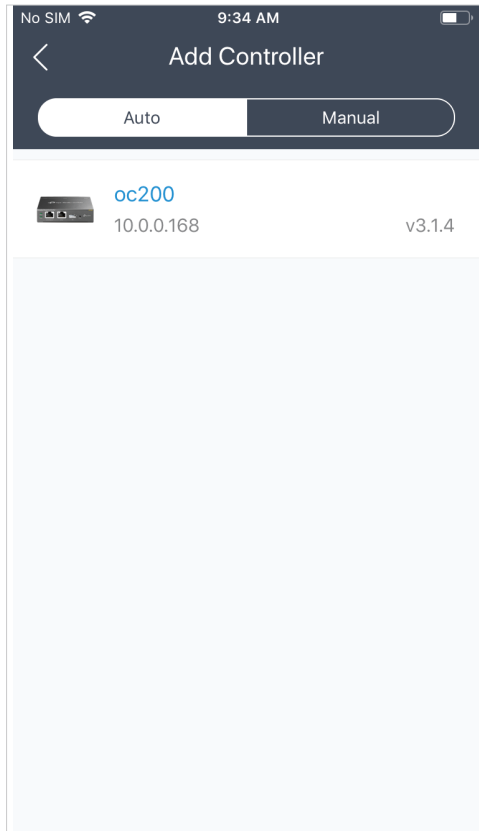 No SIM 9:34 AM
Add Controller
Auto Manual
oc200
10.0.0.168 v3.1.4